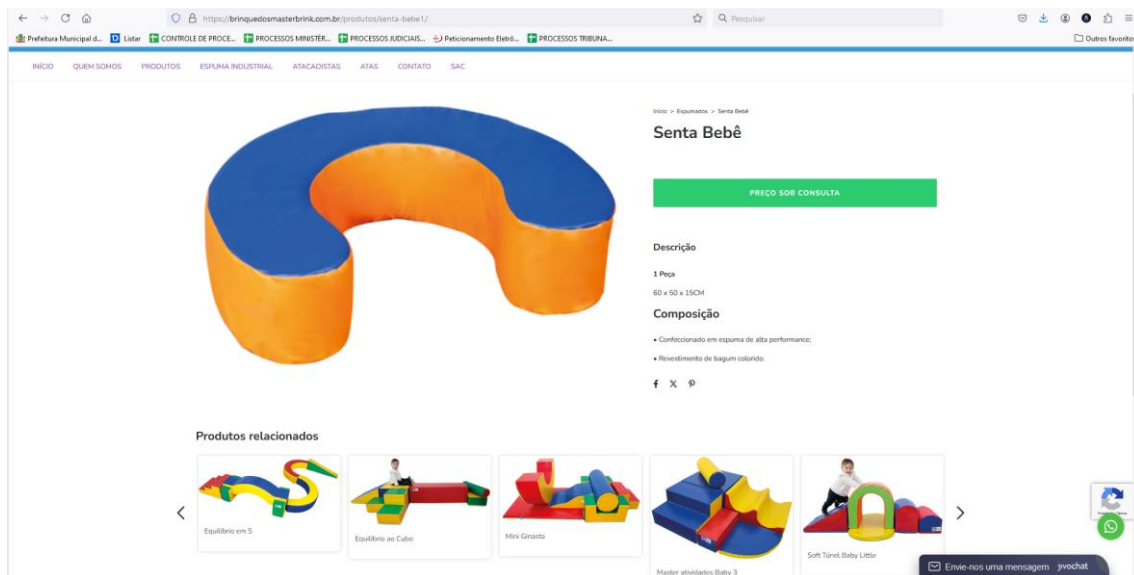 https://brinquedosmasterbrink.com.br/produtos/senta-bebe1/
Pesquisar
Prefeitura Municipal d...
Listar
CONTROLE DE PROCE...
PROCESSOS MINISTÉR...
PROCESSOS JUDICIAIS...
Peticionamento Eletrô...
PROCESSOS TRIBUNA...
Outros favoritos
INÍCIO QUEM SOMOS PRODUTOS ESPUMA INDUSTRIAL ATACADISTAS ATAS CONTATO SAC
Início > Espumados > Senta Bebê
Senta Bebê
PREÇO SOB CONSULTA
Descrição
1 Peça
60 x 50 x 15CM
Composição
• Confeccionado em espuma de alta performance;
• Revestimento de bagum colorido.
Produtos relacionados
Equilíbrio em S
Equilíbrio ao Cubo
Mini Ginasta
Master atividades Baby 3
Soft Túnel Baby Little
Envie-nos uma mensagem jivochat